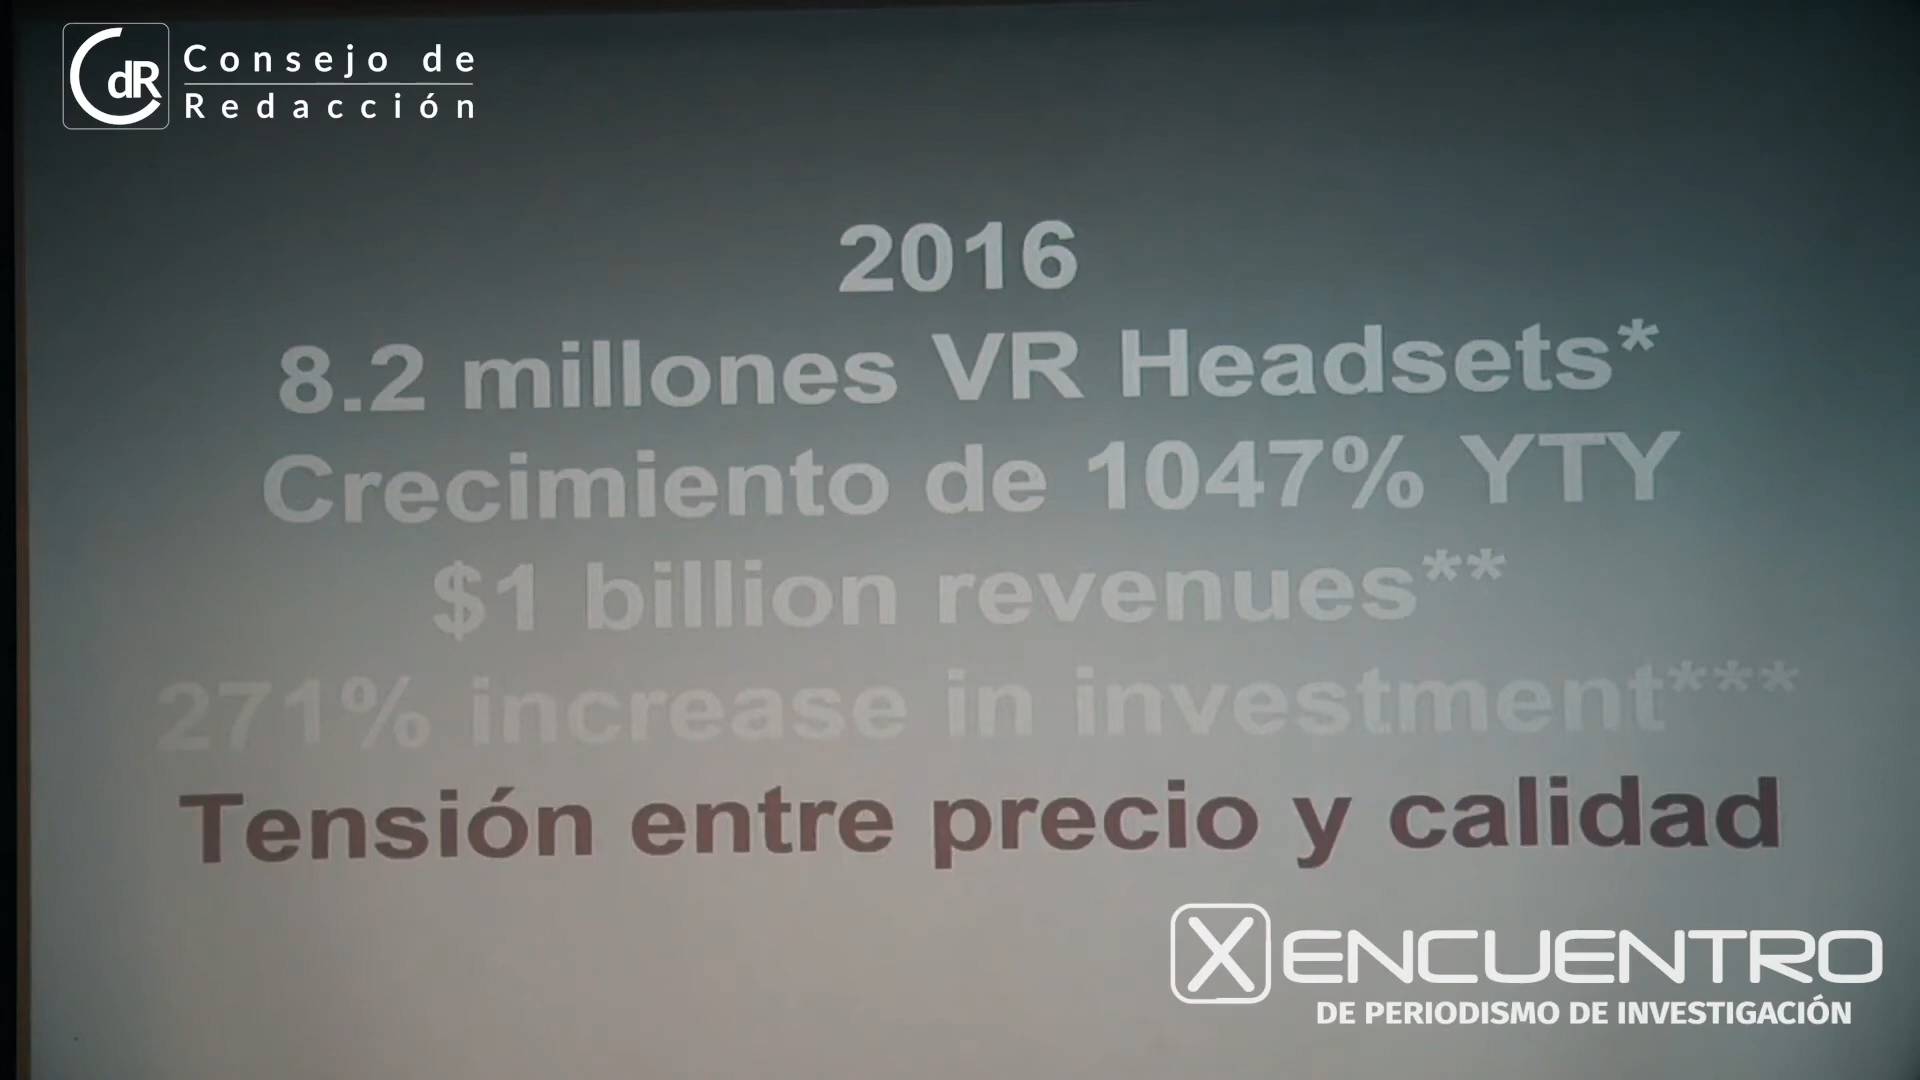 CdR
Consejo de
Redacción
2016
8.2 millones VR Headsets*
Crecimiento de 1047% YTY
$1 billion revenues**
271% increase in investment***
Tensión entre precio y calidad
X ENCUENTRO
DE PERIODISMO DE INVESTIGACIÓN